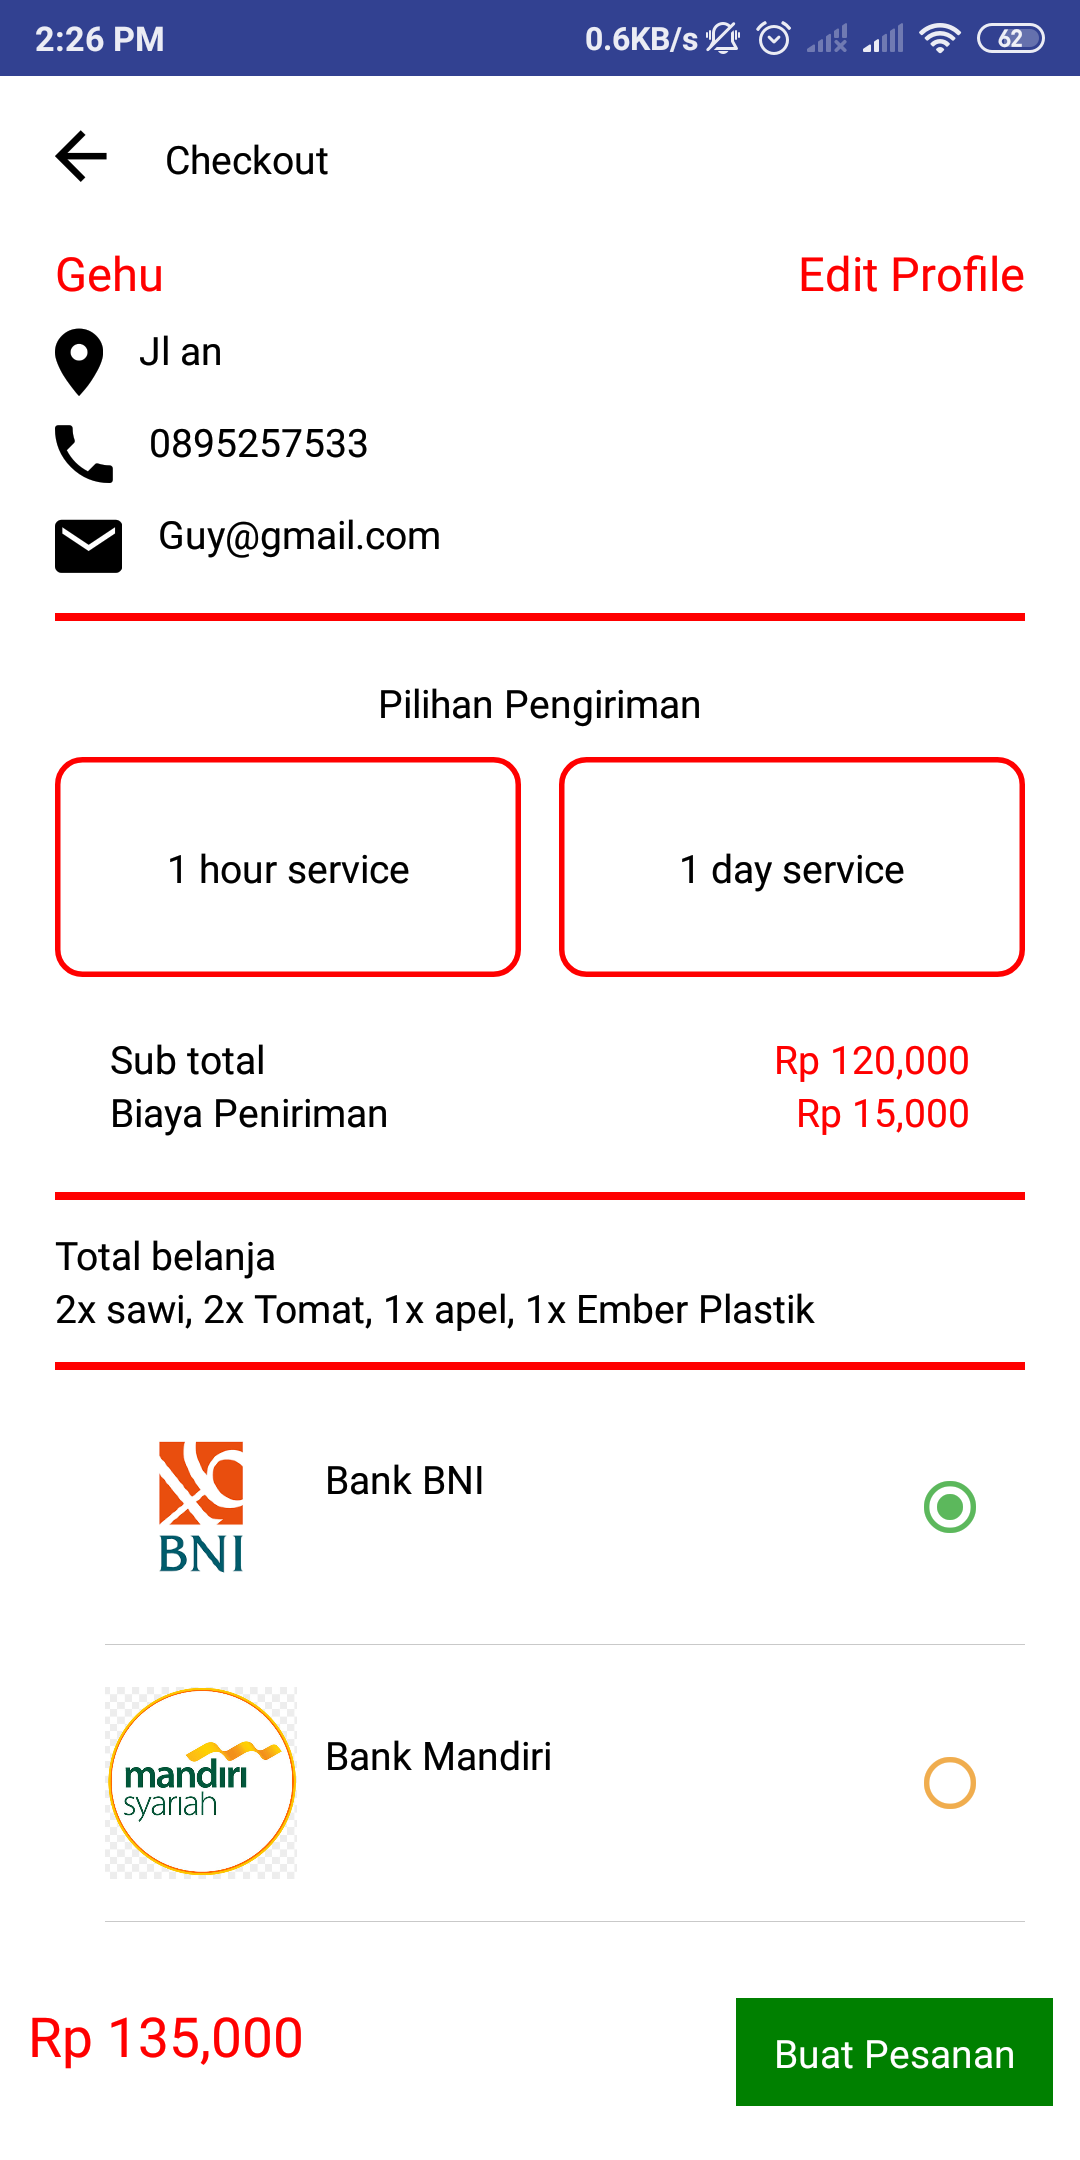 2:26 PM 0.6KB/s 62
Checkout
Gehu Edit Profile
Jl an
0895257533
Guy@gmail.com
Pilihan Pengiriman
1 hour service 1 day service
Sub total Rp 120,000
Biaya Peniriman Rp 15,000
Total belanja
2x sawi, 2x Tomat, 1x apel, 1x Ember Plastik
Bank BNI
BNI
Bank Mandiri
mandiri
syariah
Rp 135,000 Buat Pesanan